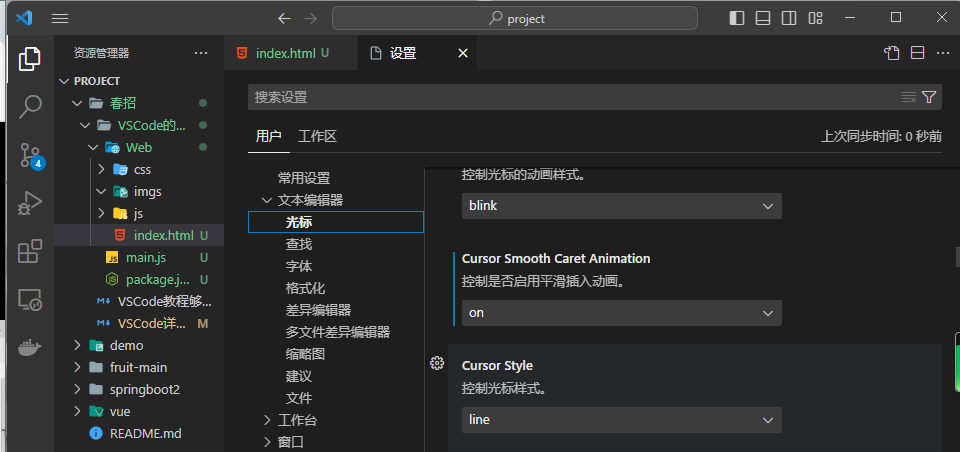 project
资源管理器
index.html U
设置
PROJECT
春招
VSCode的...
Web
css
imgs
js
index.html U
main.js U
package.j... U
VSCode教程够...
VSCode详... M
demo
fruit-main
springboot2
vue
README.md
4
搜索设置
用户
工作区
上次同步时间: 0 秒前
常用设置
文本编辑器
光标
查找
字体
格式化
差异编辑器
多文件差异编辑器
缩略图
建议
文件
工作台
窗口
控制光标的动画样式。
blink
Cursor Smooth Caret Animation
控制是否启用平滑插入动画。
on
Cursor Style
控制光标样式。
line